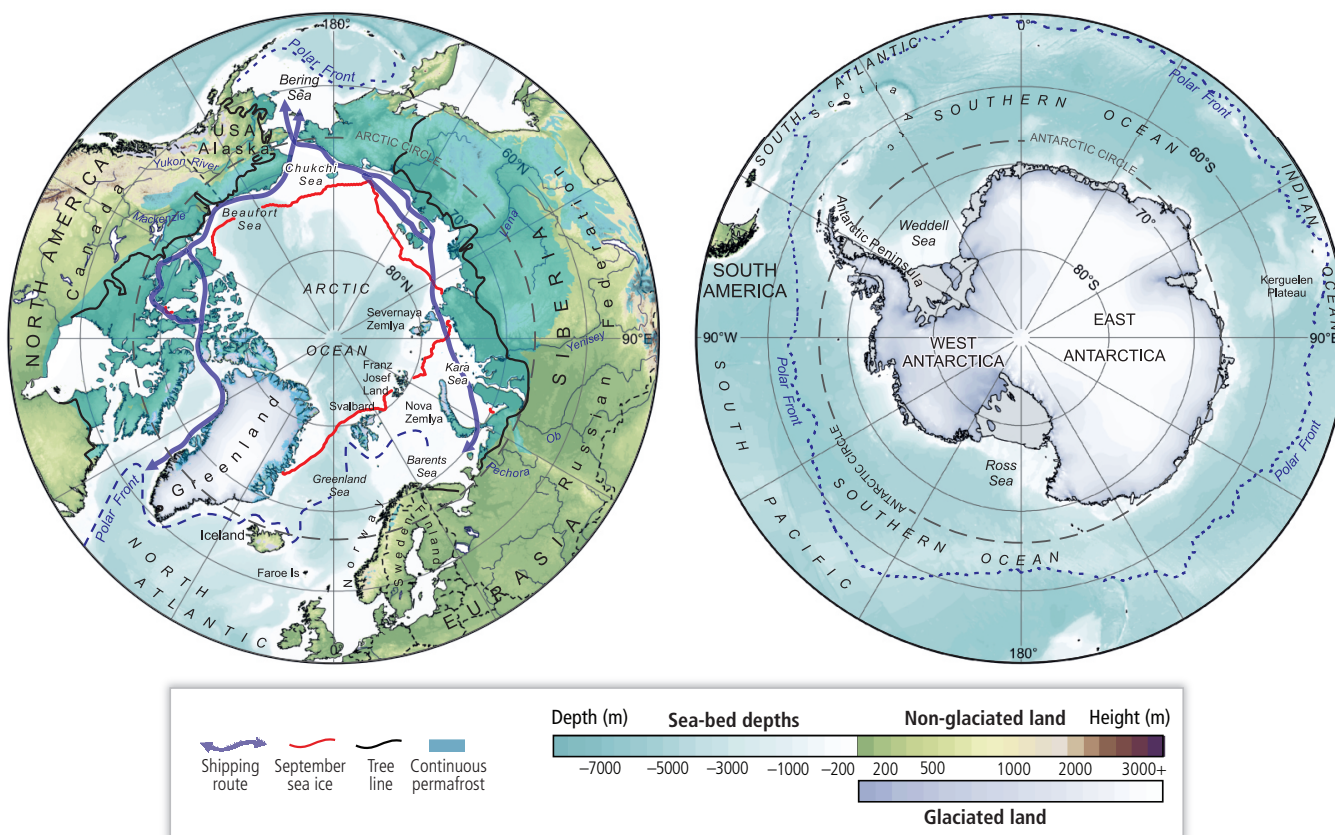 180°
Polar Front
Bering
Sea
USA
Alaska
Yukon River
ARCTIC CIRCLE
60°N
Chukchi
Sea
70°
Beaufort
Sea
Mackenzie
Lena
NORTH AMERICA
Canada
ARCTIC
OCEAN
80°N
Severnaya
Zemlya
SIBERIA
Russian Federation
90°E
Yenisey
Franz
Josef
Land
Kara
Sea
Svalbard
Nova
Zemlya
Ob
Greenland
Barents
Sea
Pechora
Greenland
Sea
Polar Front
Iceland
Norway
Sweden
Finland
Faroe Is
NORTH
ATLANTIC
EURASIA
0°
0°
SOUTH ATLANTIC
Scotia
Polar Front
SOUTHERN OCEAN
ANTARCTIC CIRCLE
60°S
INDIAN OCEAN
70°
Antarctic Peninsula
Weddell
Sea
SOUTH
AMERICA
80°S
Kerguelen
Plateau
90°W
WEST
ANTARCTICA
EAST
ANTARCTICA
90°E
Polar Front
Polar Front
ANTARCTIC CIRCLE
Ross
Sea
SOUTHERN OCEAN
SOUTH PACIFIC
180°
Shipping
route
September
sea ice
Tree
line
Continuous
permafrost
Depth (m)
Sea-bed depths
Non-glaciated land
Height (m)
–7000 –5000 –3000 –1000 –200 200 500 1000 2000 3000+
Glaciated land